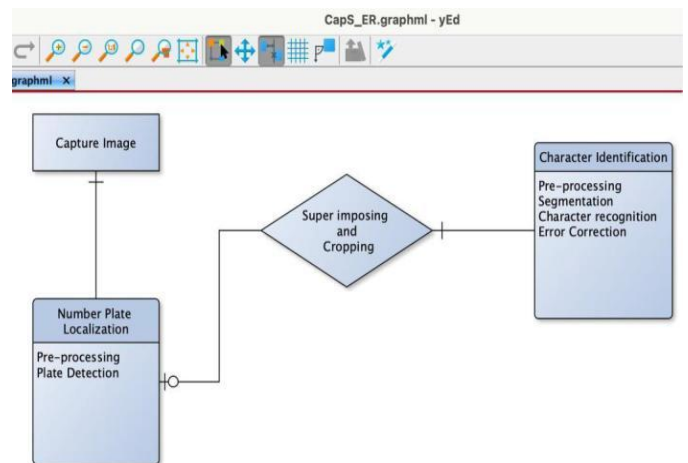 CapS_ER.graphml - yEd
graphml X
Capture Image
Number Plate
Localization
Pre-processing
Plate Detection
Super imposing
and
Cropping
Character Identification
Pre-processing
Segmentation
Character recognition
Error Correction